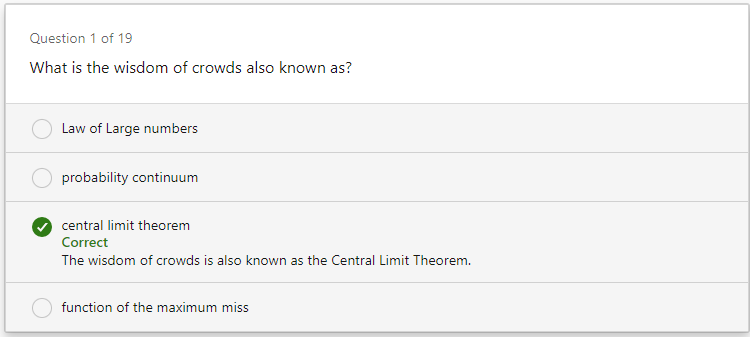 Question 1 of 19
What is the wisdom of crowds also known as?
Law of Large numbers
probability continuum
central limit theorem
Correct
The wisdom of crowds is also known as the Central Limit Theorem.
function of the maximum miss